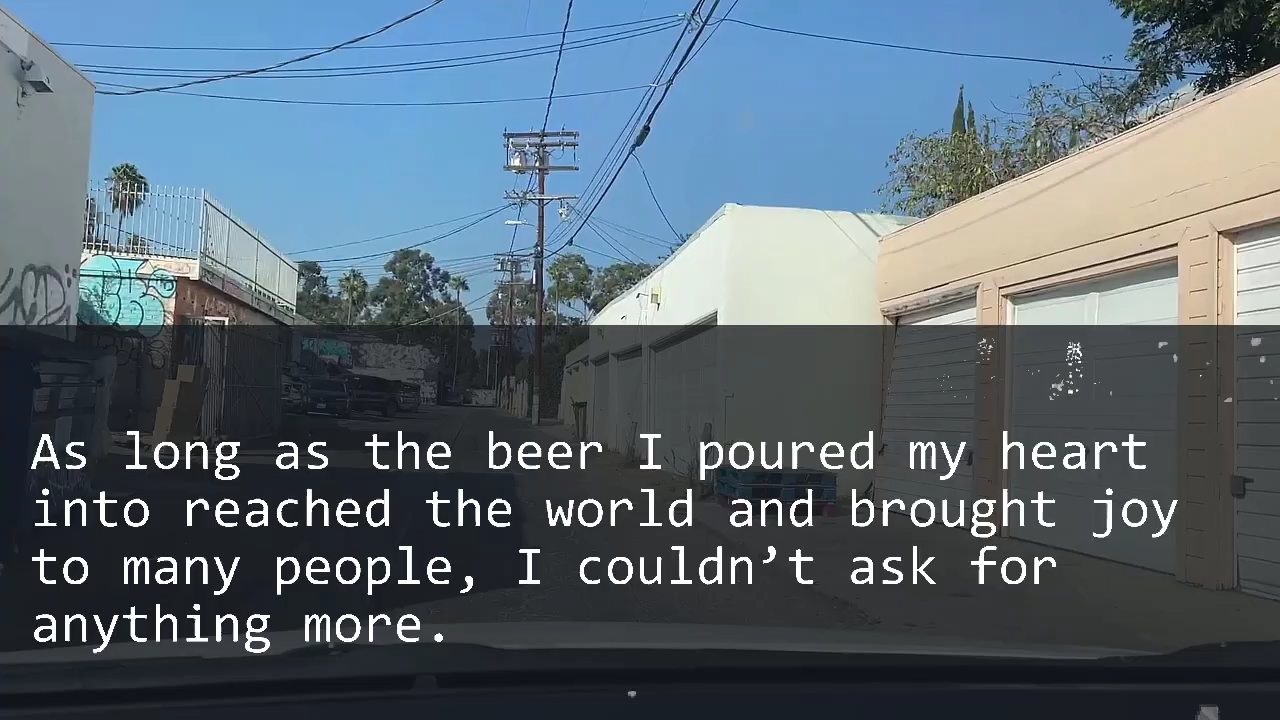 As long as the beer I poured my heart
into reached the world and brought joy
to many people, I couldn’t ask for
anything more.